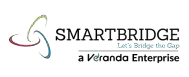 SMARTBRIDGE
Let's Bridge the Gap
a Veranda Enterprise